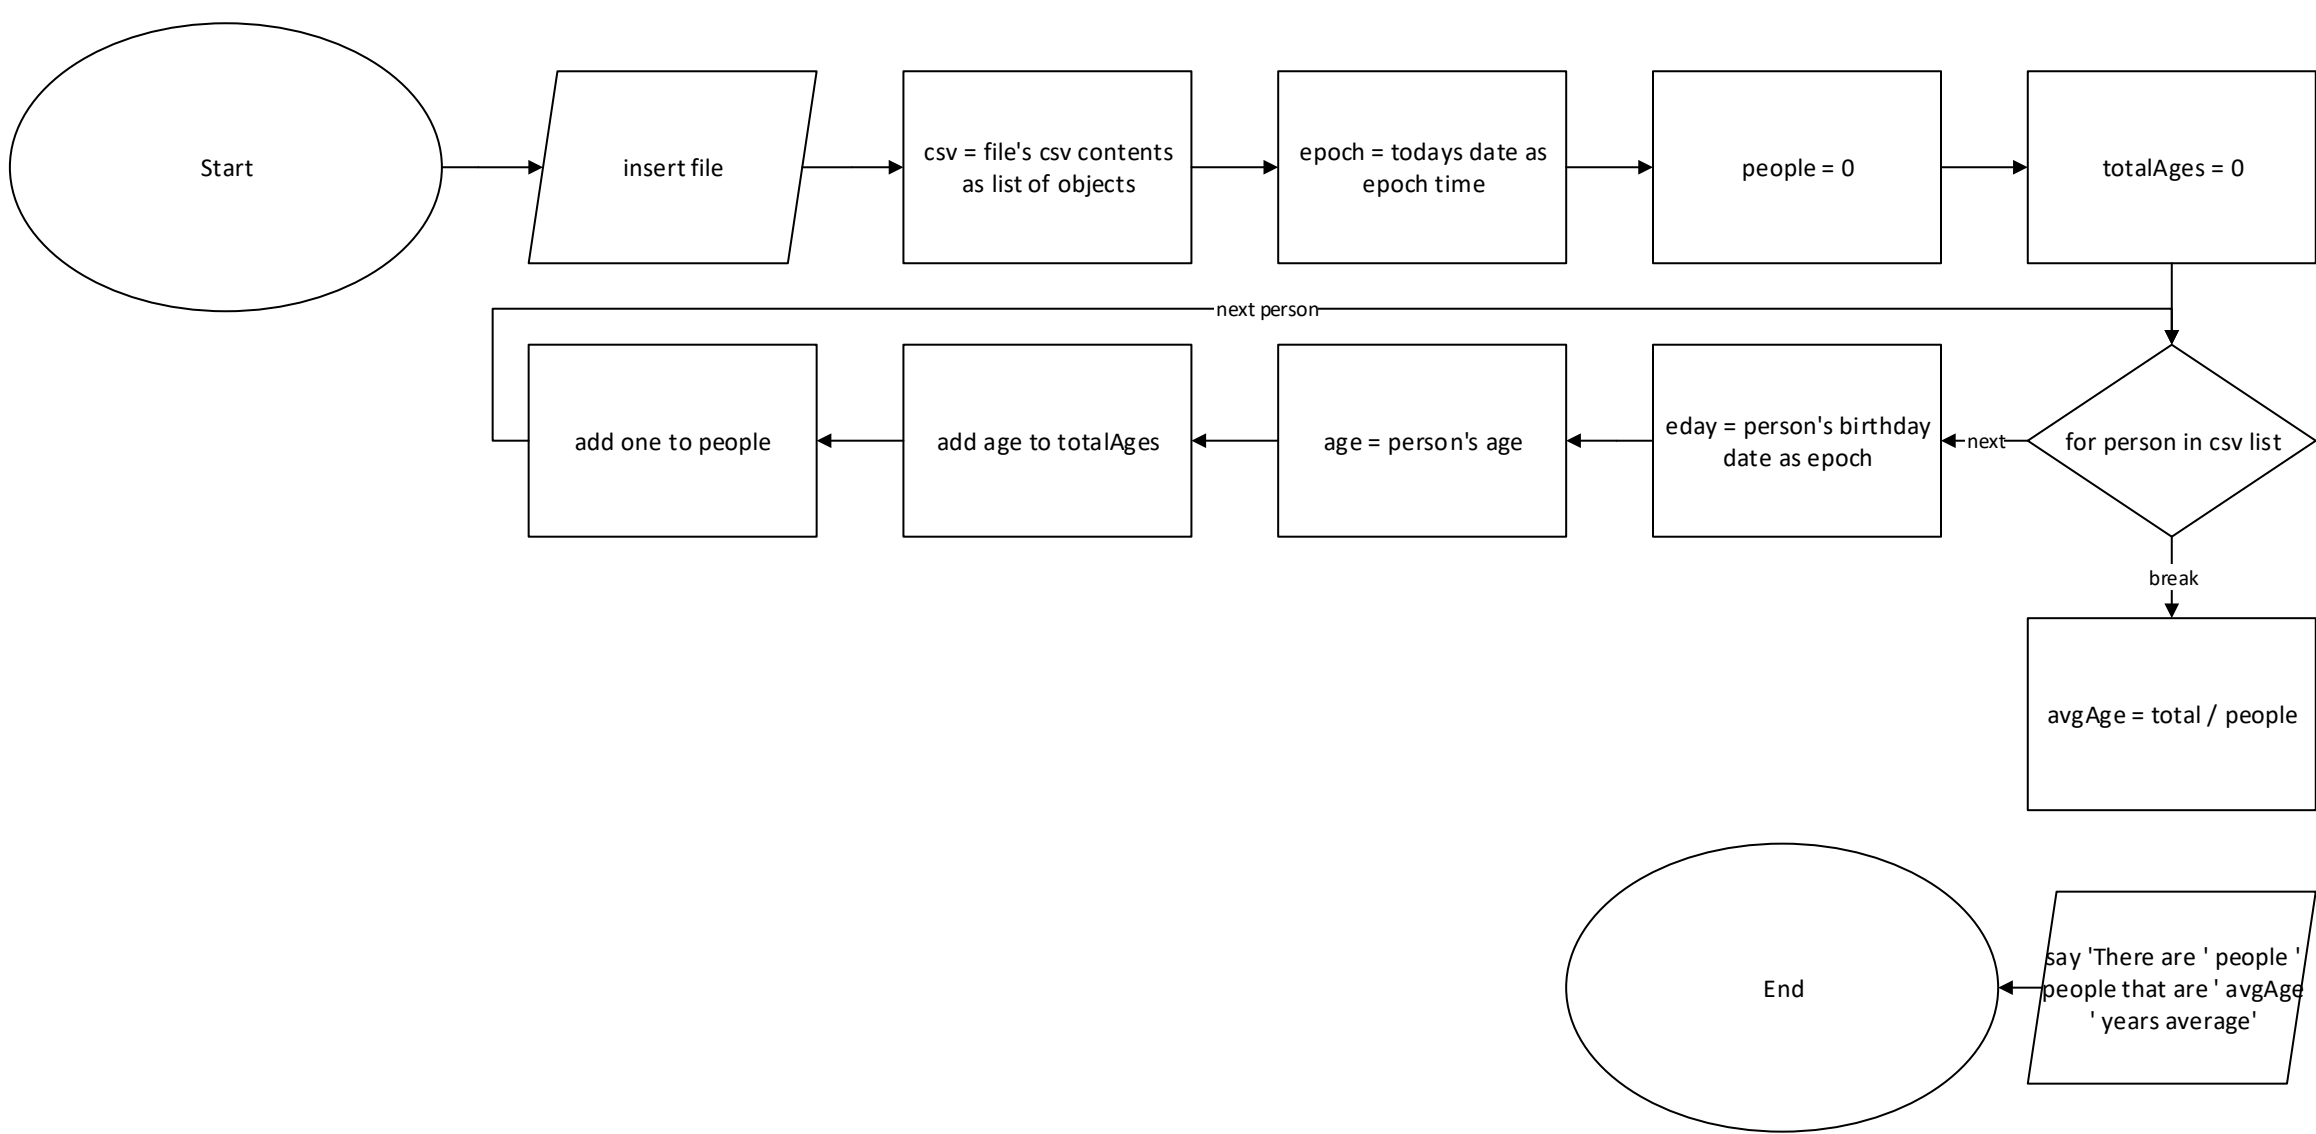 Start
insert file
csv = file's csv contents
as list of objects
epoch = todays date as
epoch time
people = 0
totalAges = 0
next person
add one to people
add age to totalAges
age = person's age
eday = person's birthday
date as epoch
next
for person in csv list
break
avgAge = total / people
End
say 'There are ' people '
people that are ' avgAge
' years average'